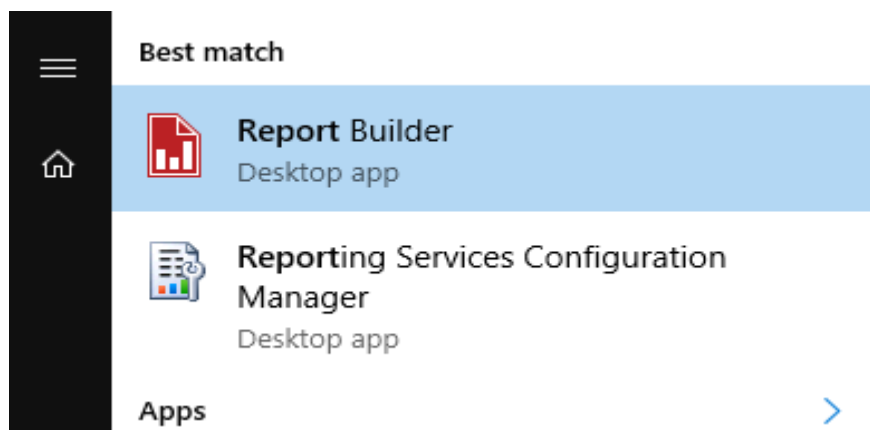 Best match
Report Builder
Desktop app
Reporting Services Configuration
Manager
Desktop app
Apps